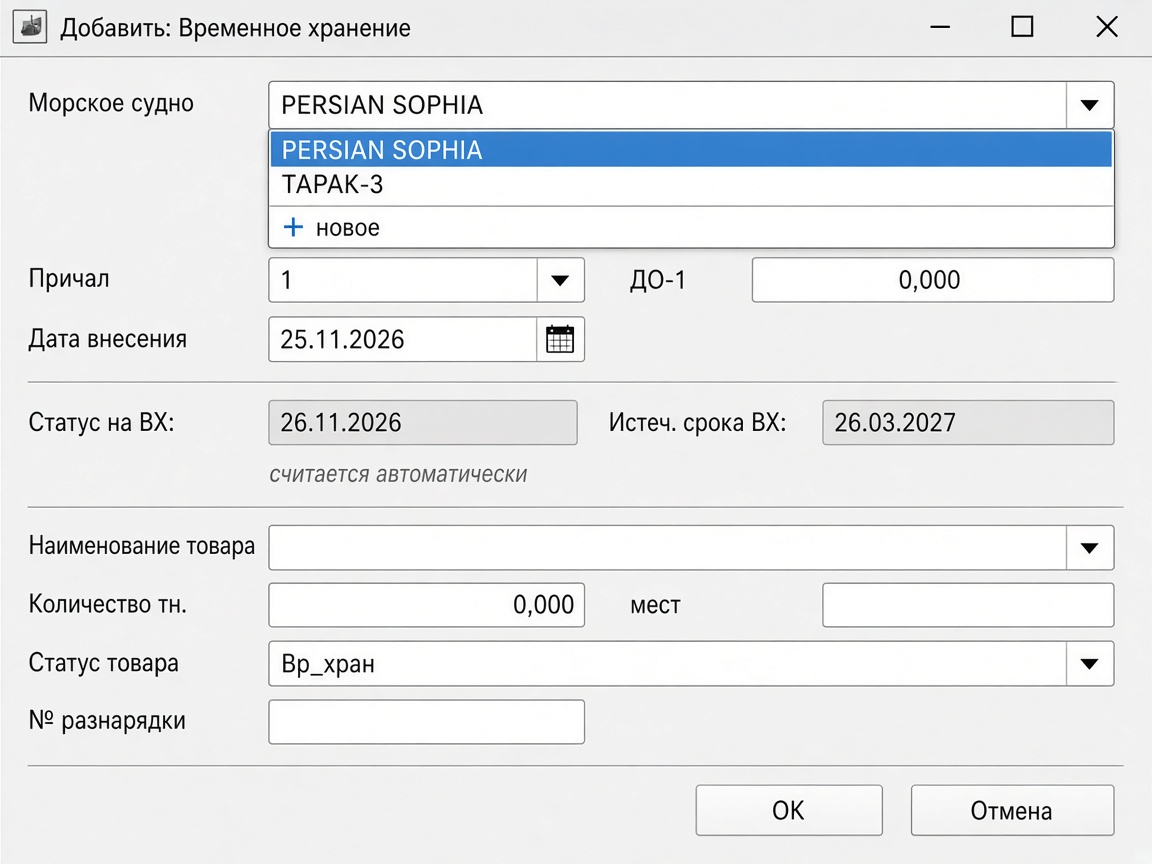 Добавить: Временное хранение
Морское судно PERSIAN SOPHIA
PERSIAN SOPHIA
ТАРАК-3
+ новое
Причал 1 ДО-1 0,000
Дата внесения 25.11.2026
Статус на ВХ: 26.11.2026 Истеч. срока ВХ: 26.03.2027
считается автоматически
Наименование товара
Количество тн. 0,000 мест
Статус товара Вр_хран
№ разнарядки
ОК Отмена